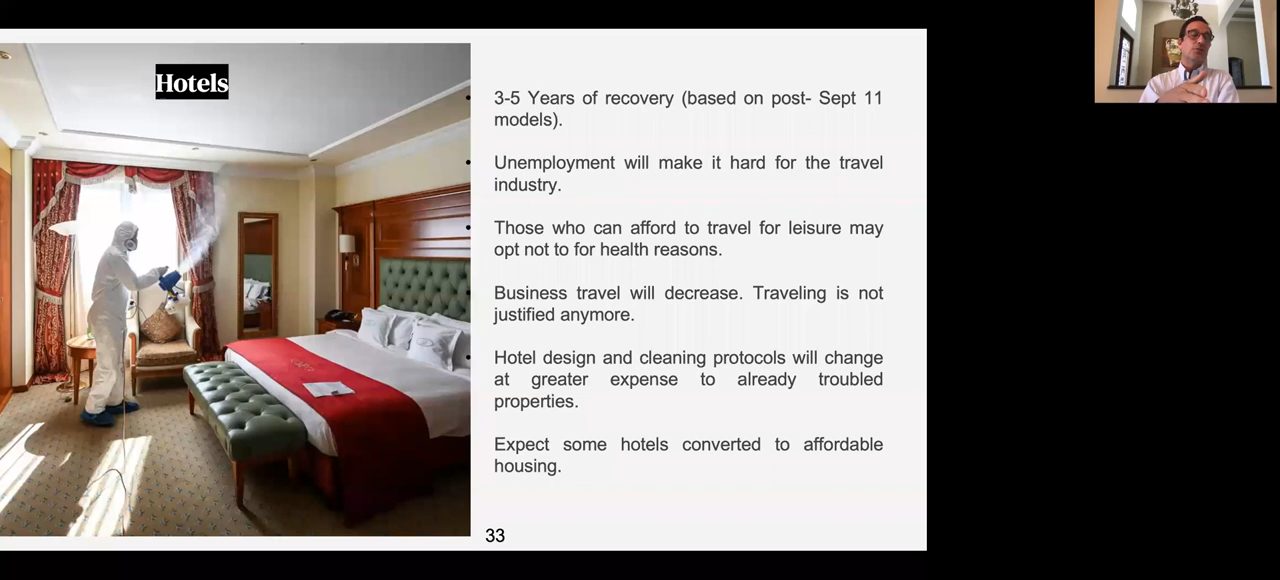 Hotels
3-5 Years of recovery (based on post- Sept 11
models).
Unemployment will make it hard for the travel
industry.
Those who can afford to travel for leisure may
opt not to for health reasons.
Business travel will decrease. Traveling is not
justified anymore.
Hotel design and cleaning protocols will change
at greater expense to already troubled
properties.
Expect some hotels converted to affordable
housing.
33